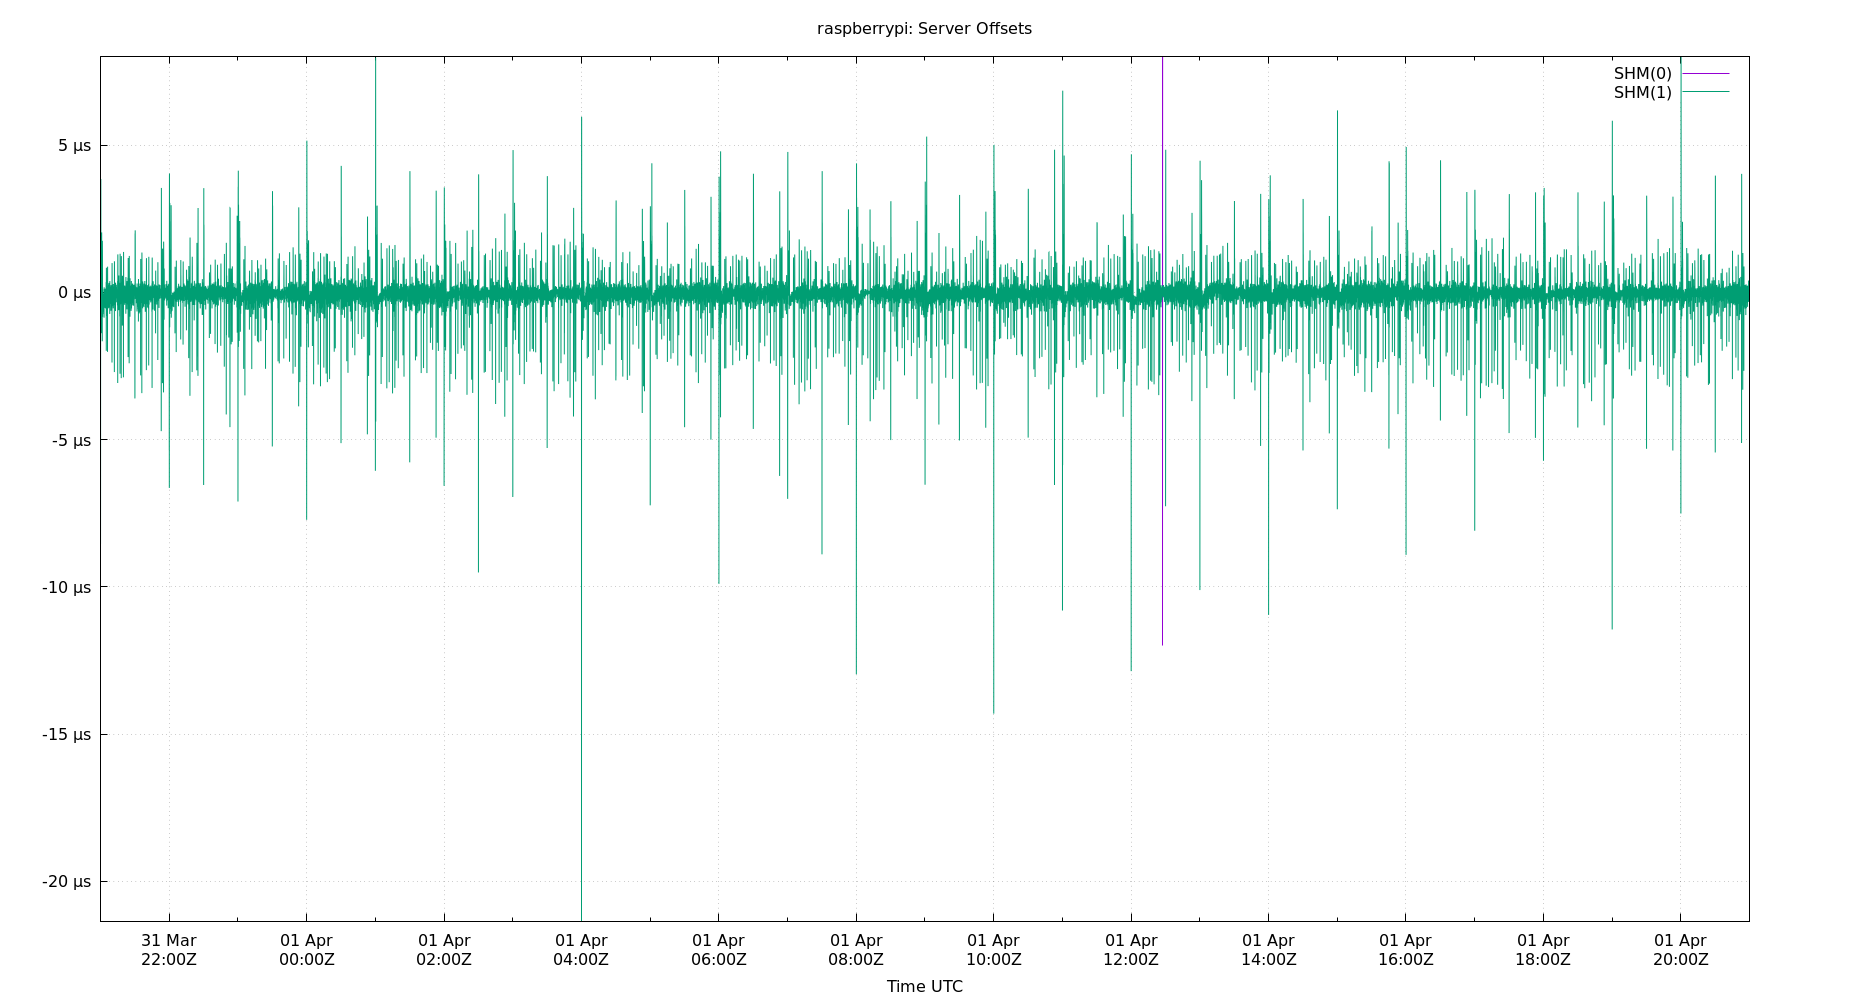 raspberrypi: Server Offsets
SHM(0)
SHM(1)
5 µs
0 µs
-5 µs
-10 µs
-15 µs
-20 µs
31 Mar 01 Apr 01 Apr 01 Apr 01 Apr 01 Apr 01 Apr 01 Apr 01 Apr 01 Apr 01 Apr 01 Apr
22:00Z 00:00Z 02:00Z 04:00Z 06:00Z 08:00Z 10:00Z 12:00Z 14:00Z 16:00Z 18:00Z 20:00Z
Time UTC